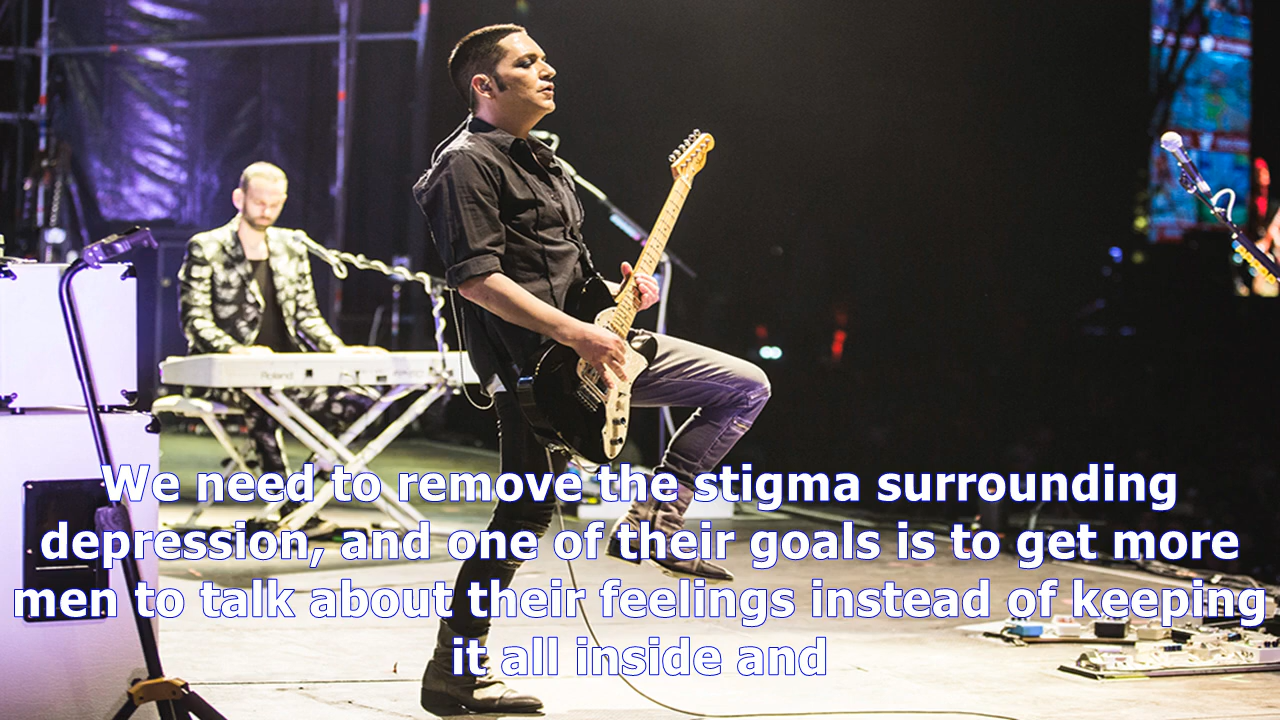 Roland
We need to remove the stigma surrounding
depression, and one of their goals is to get more
men to talk about their feelings instead of keeping
it all inside and